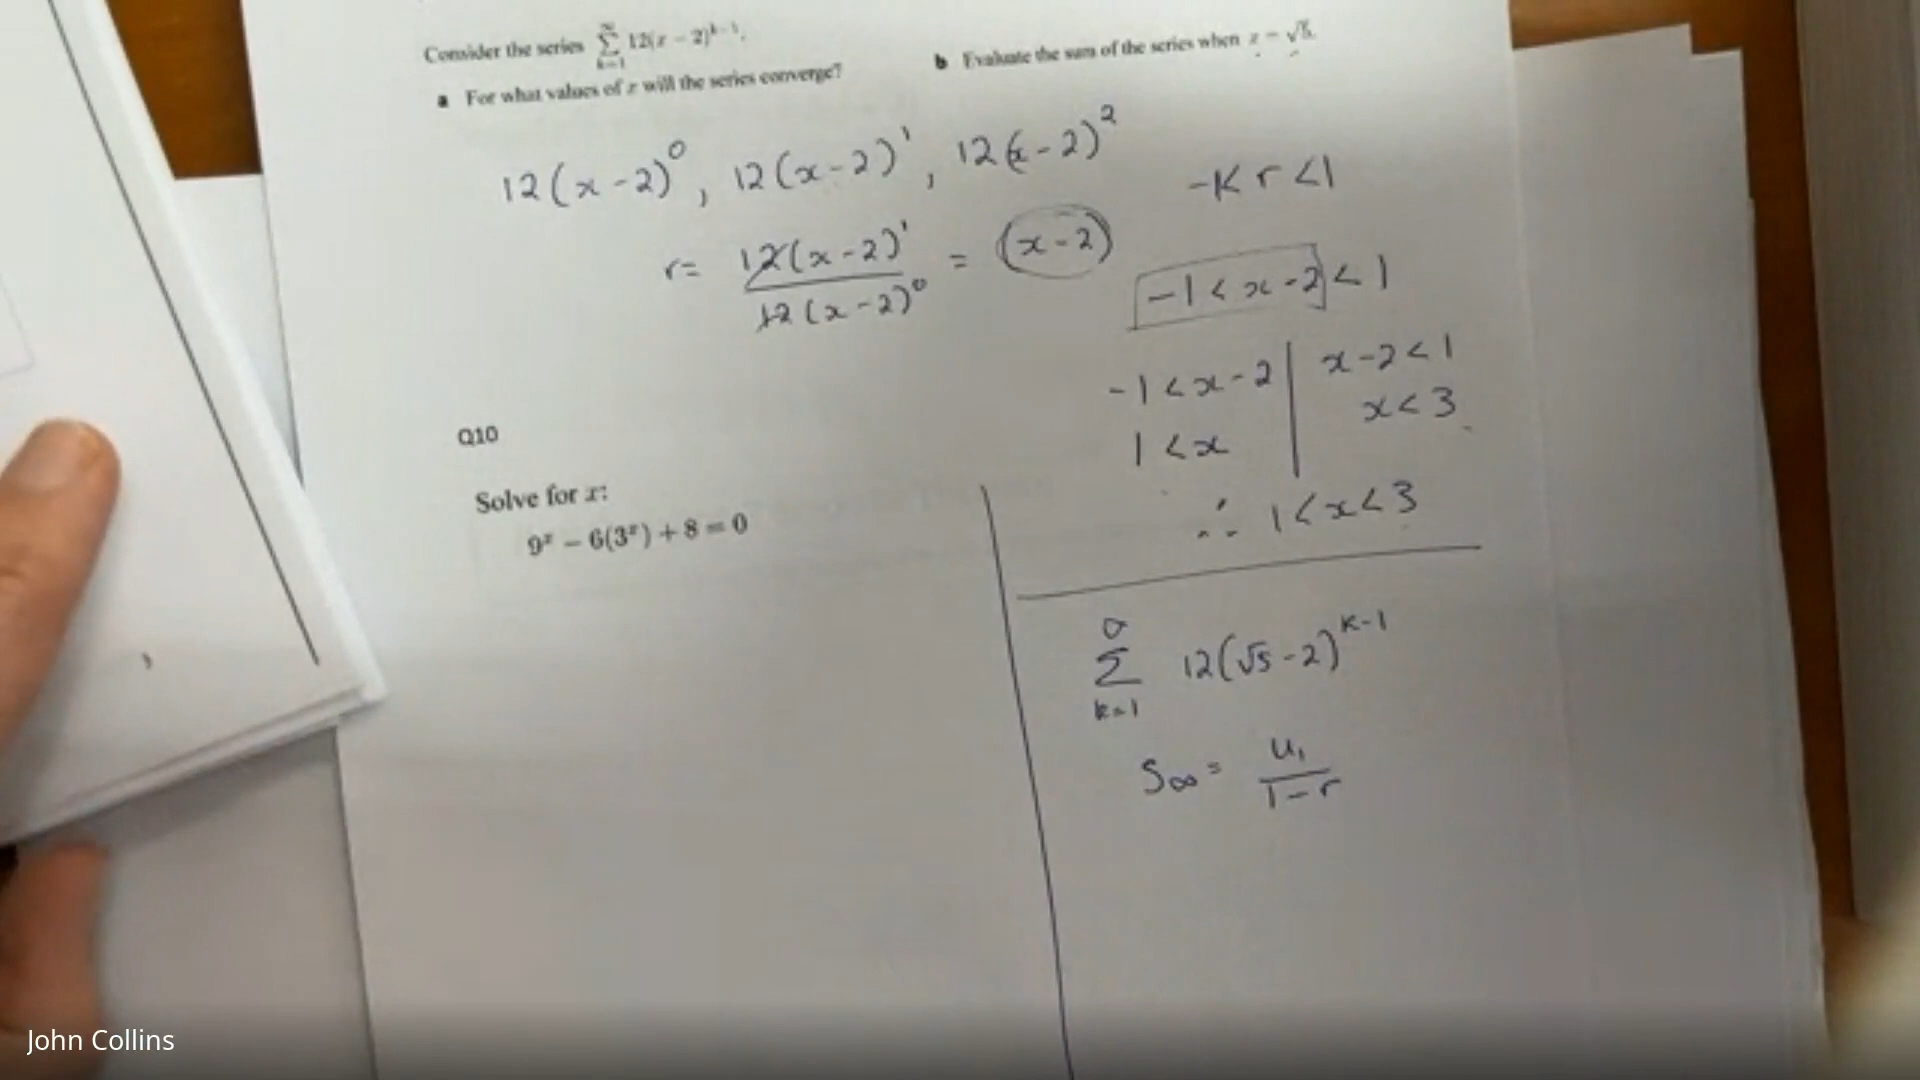 Consider the series ∞ Σ k=1 12(x − 2)^(k−1).
a For what values of x will the series converge?
b Evaluate the sum of the series when x = √5.
12(x-2)^0, 12(x-2)^1, 12(x-2)^2
r = 12(x-2)^1 / 12(x-2)^0 = (x-2)
-1< r <1
-1 < x-2 < 1
-1 < x-2 | x-2 < 1
1 < x | x < 3
∴ 1 < x < 3
Q10
Solve for x:
9^x − 6(3^x) + 8 = 0
∞ Σ k=1 12(√5-2)^(k-1)
S∞ = u₁ / 1-r
John Collins